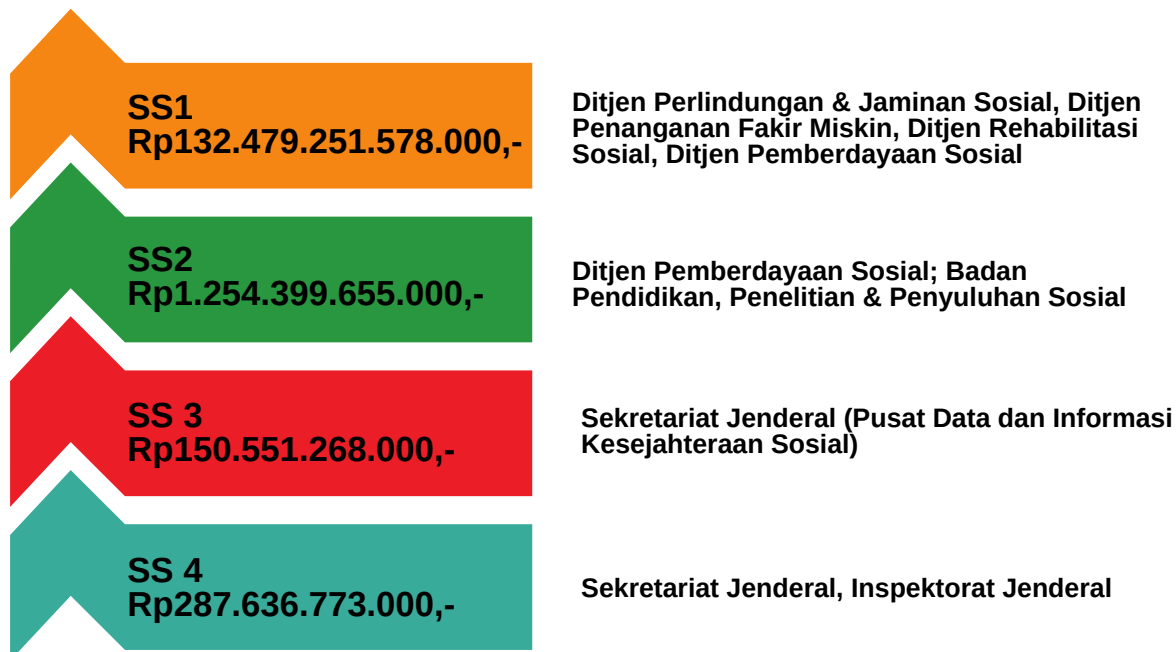 SS1
Rp132.479.251.578.000,-
Ditjen Perlindungan & Jaminan Sosial, Ditjen
Penanganan Fakir Miskin, Ditjen Rehabilitasi
Sosial, Ditjen Pemberdayaan Sosial
SS2
Rp1.254.399.655.000,-
Ditjen Pemberdayaan Sosial; Badan
Pendidikan, Penelitian & Penyuluhan Sosial
SS 3
Rp150.551.268.000,-
Sekretariat Jenderal (Pusat Data dan Informasi
Kesejahteraan Sosial)
SS 4
Rp287.636.773.000,-
Sekretariat Jenderal, Inspektorat Jenderal